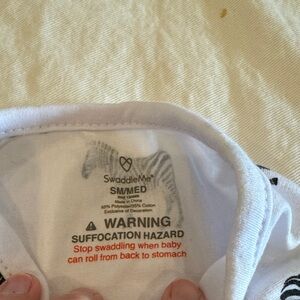 SwaddleMe
SM/MED
Made in China
Exclusive of Decoration
WARNING
SUFFOCATION HAZARD
Stop swaddling when baby
can roll from back to stomach